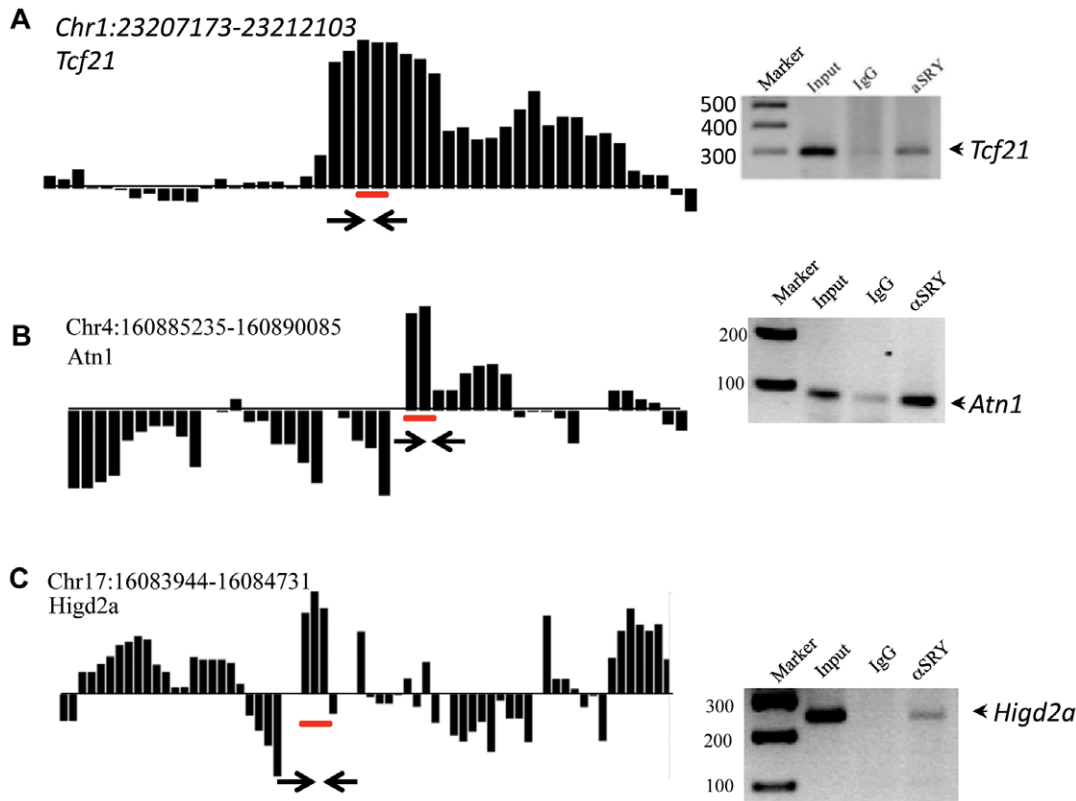 A
Chr1:23207173-23212103
Tcf21
Marker Input IgG aSRY
500
400
300
Tcf21
B
Chr4:160885235-160890085
Atn1
Marker Input IgG αSRY
200
100
Atn1
C
Chr17:16083944-16084731
Higd2a
Marker Input IgG αSRY
300
200
100
Higd2a